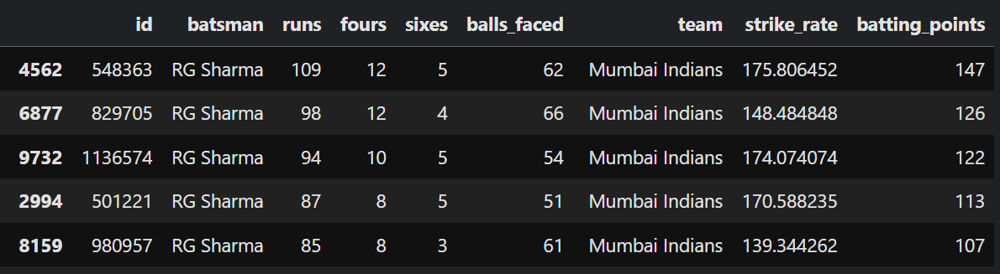 id batsman runs fours sixes balls_faced team strike_rate batting_points
4562 548363 RG Sharma 109 12 5 62 Mumbai Indians 175.806452 147
6877 829705 RG Sharma 98 12 4 66 Mumbai Indians 148.484848 126
9732 1136574 RG Sharma 94 10 5 54 Mumbai Indians 174.074074 122
2994 501221 RG Sharma 87 8 5 51 Mumbai Indians 170.588235 113
8159 980957 RG Sharma 85 8 3 61 Mumbai Indians 139.344262 107